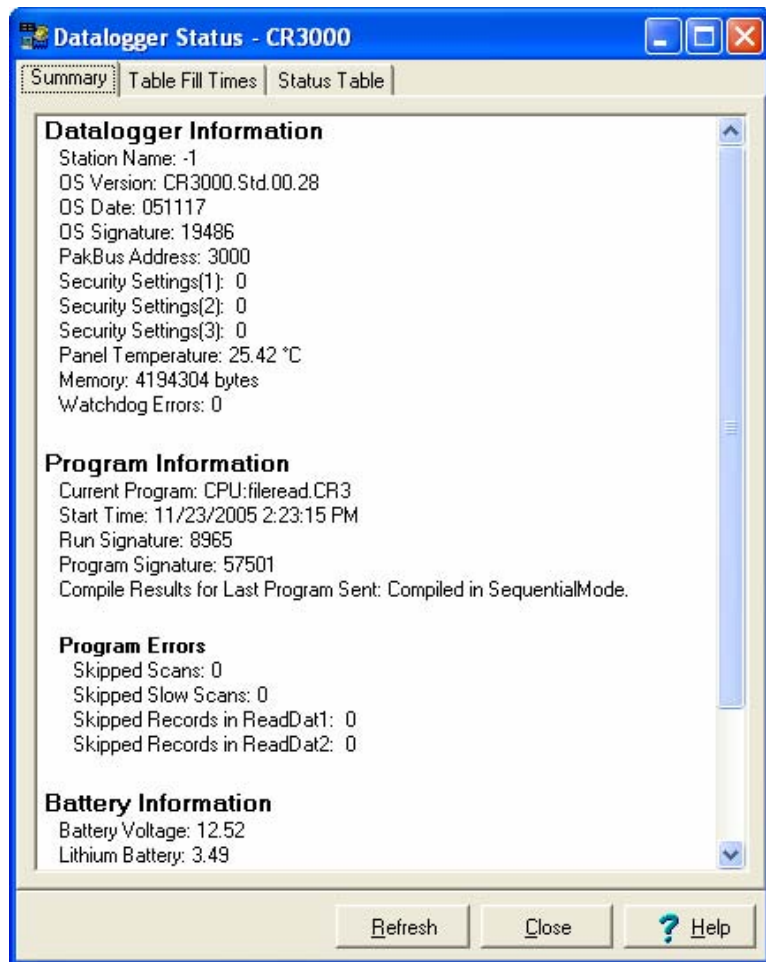 Datalogger Status - CR3000
Summary
Table Fill Times
Status Table
Datalogger Information
Station Name: -1
OS Version: CR3000.Std.00.28
OS Date: 051117
OS Signature: 19486
PakBus Address: 3000
Security Settings(1):  0
Security Settings(2):  0
Security Settings(3):  0
Panel Temperature: 25.42 °C
Memory: 4194304 bytes
Watchdog Errors: 0
Program Information
Current Program: CPU:fileread.CR3
Start Time: 11/23/2005 2:23:15 PM
Run Signature: 8965
Program Signature: 57501
Compile Results for Last Program Sent: Compiled in SequentialMode.
Program Errors
Skipped Scans: 0
Skipped Slow Scans: 0
Skipped Records in ReadDat1:  0
Skipped Records in ReadDat2:  0
Battery Information
Battery Voltage: 12.52
Lithium Battery: 3.49
Refresh
Close
? Help